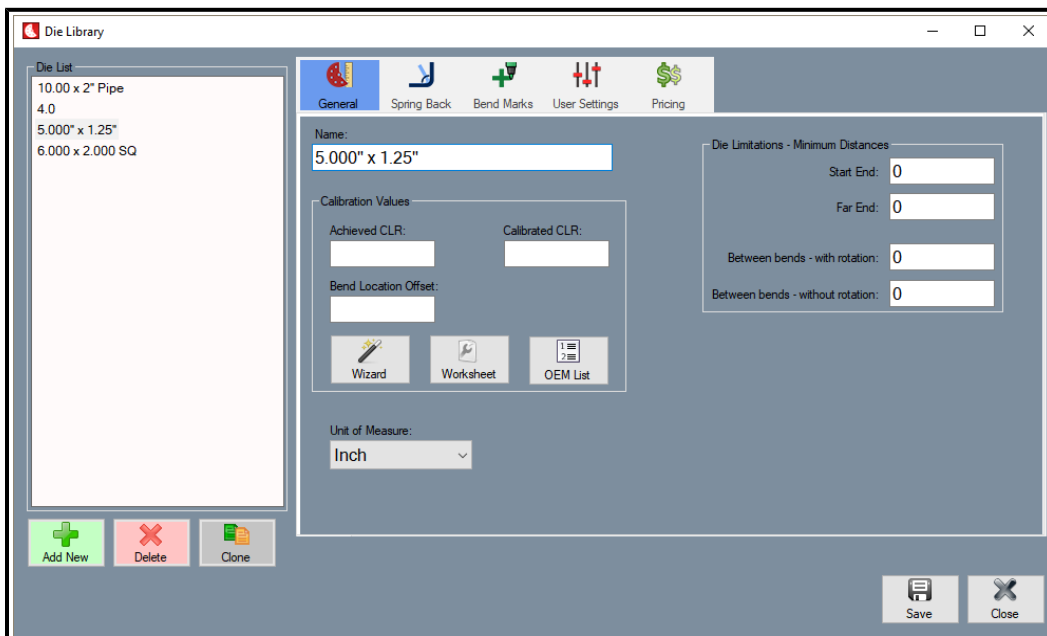 Die Library
Die List
10.00 x 2" Pipe
4.0
5.000" x 1.25"
6.000 x 2.000 SQ
Add New
Delete
Clone
General
Spring Back
Bend Marks
User Settings
Pricing
Name:
5.000" x 1.25"
Calibration Values
Achieved CLR:
Calibrated CLR:
Bend Location Offset:
Wizard
Worksheet
OEM List
Unit of Measure:
Inch
Die Limitations - Minimum Distances
Start End: 0
Far End: 0
Between bends - with rotation: 0
Between bends - without rotation: 0
Save
Close